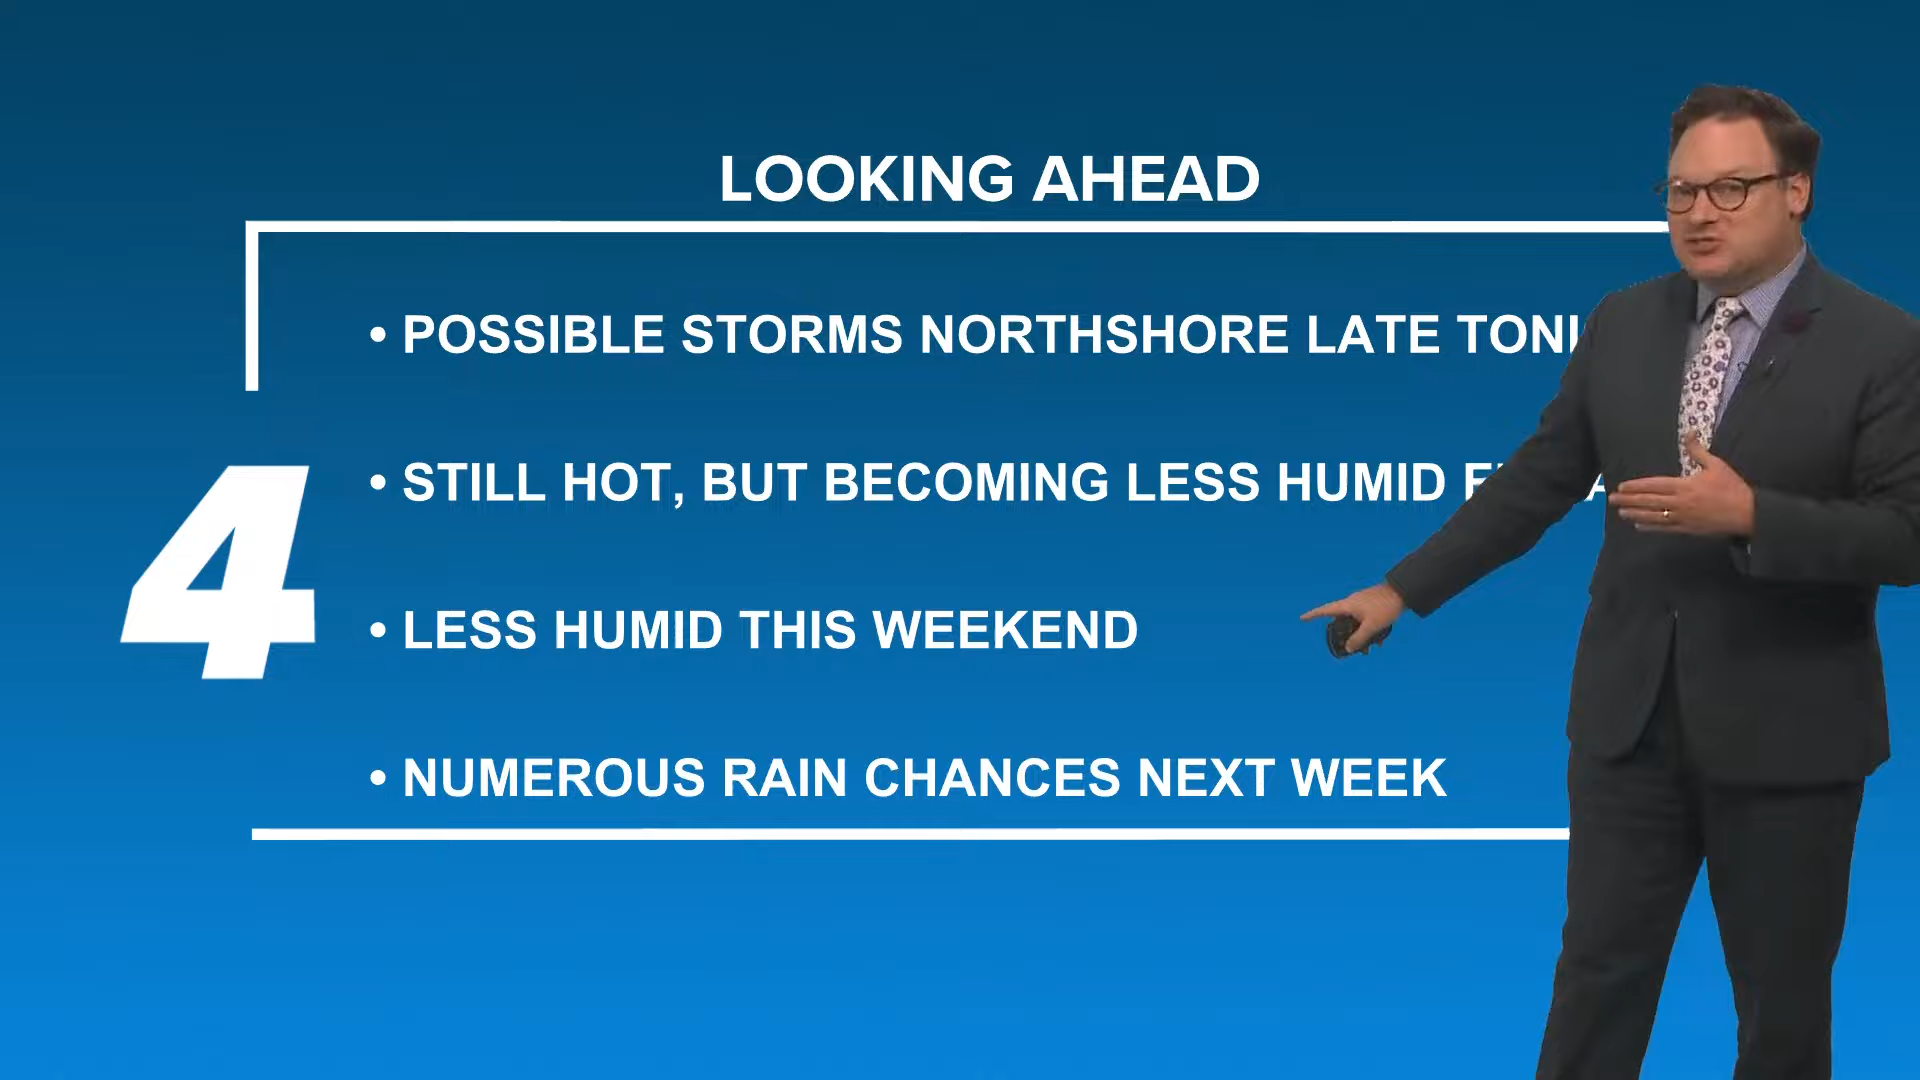 LOOKING AHEAD
• POSSIBLE STORMS NORTHSHORE LATE
• STILL HOT, BUT BECOMING LESS HUMID
4
• LESS HUMID THIS WEEKEND
• NUMEROUS RAIN CHANCES NEXT WEEK